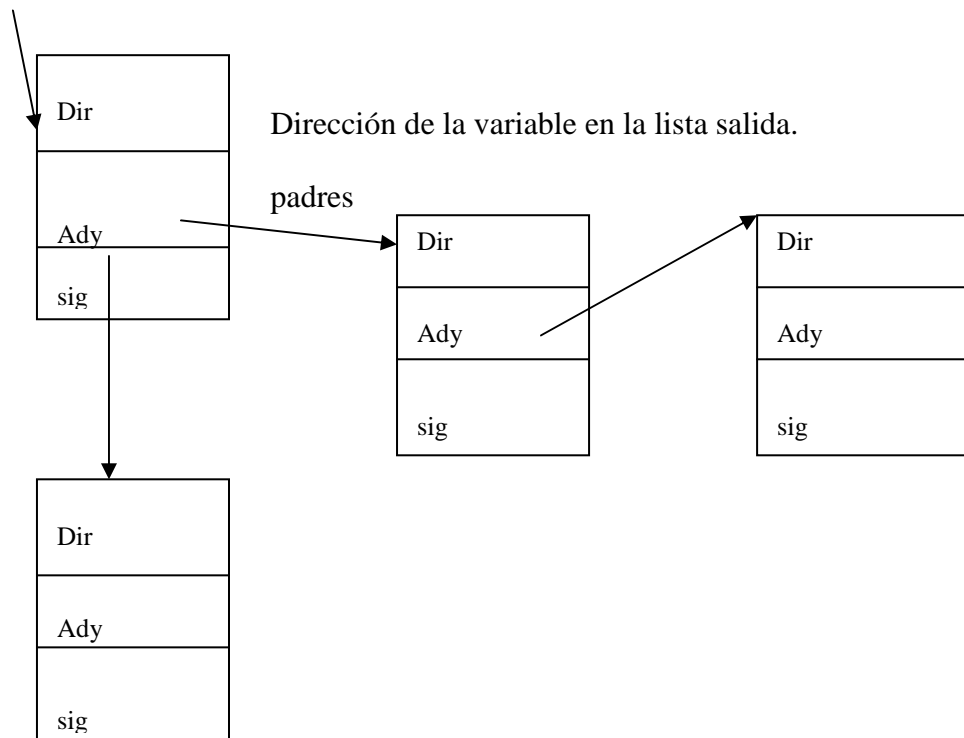 Dir
Dirección de la variable en la lista salida.
padres
Ady
sig
Dir
Ady
sig
Dir
Ady
sig
Dir
Ady
sig